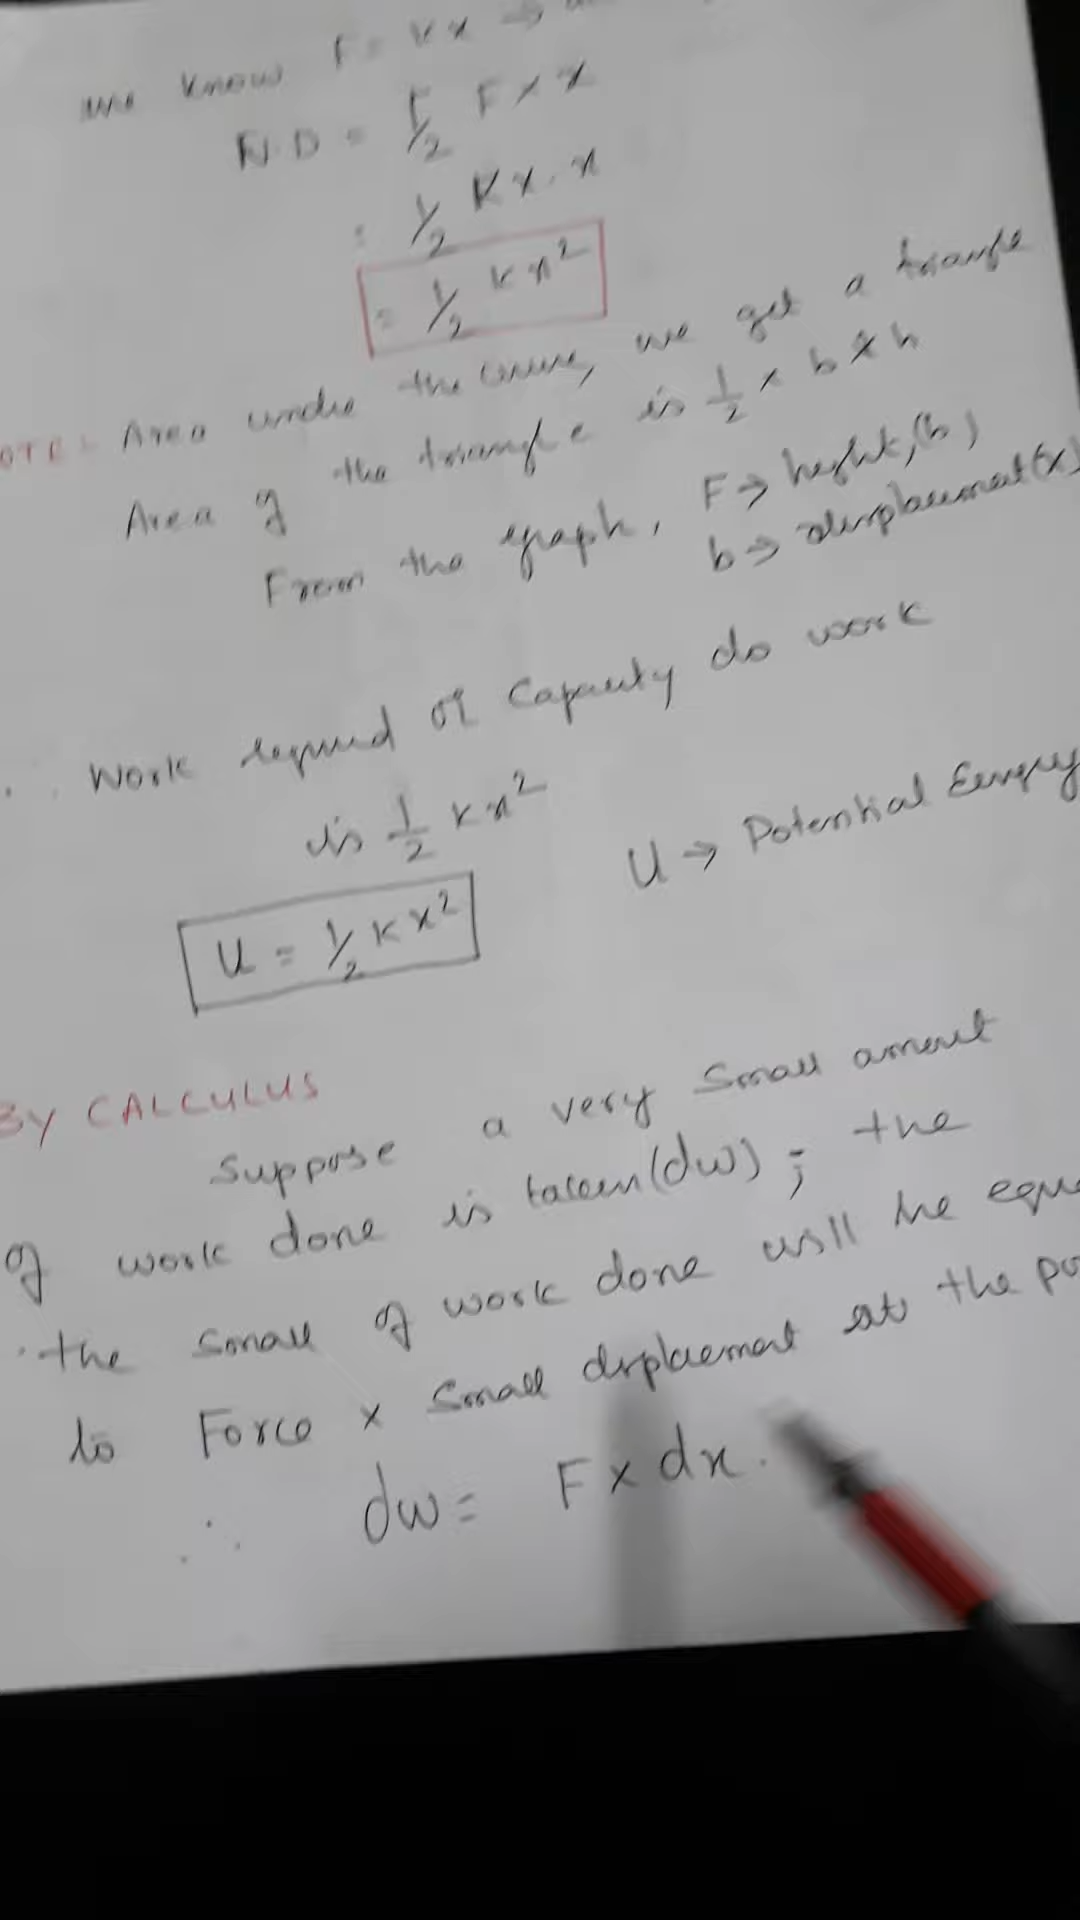 We know F = Kx →
W.D = 1/2 F × x
= 1/2 Kx . x
= 1/2 Kx²
OTE: Area under the curve, we get a triangle
Area of the triangle is 1/2 × b × h
From the graph, F → height, (h)
b → displacement (x)
∴ Work required or Capacity do work
is 1/2 Kx²
U → Potential Energy
U = 1/2 Kx²
BY CALCULUS
Suppose a very small amount
of work done is taken (dw) ; the
the small of work done will be equ
to Force × small displacement at the po
∴ dw = F × dx.